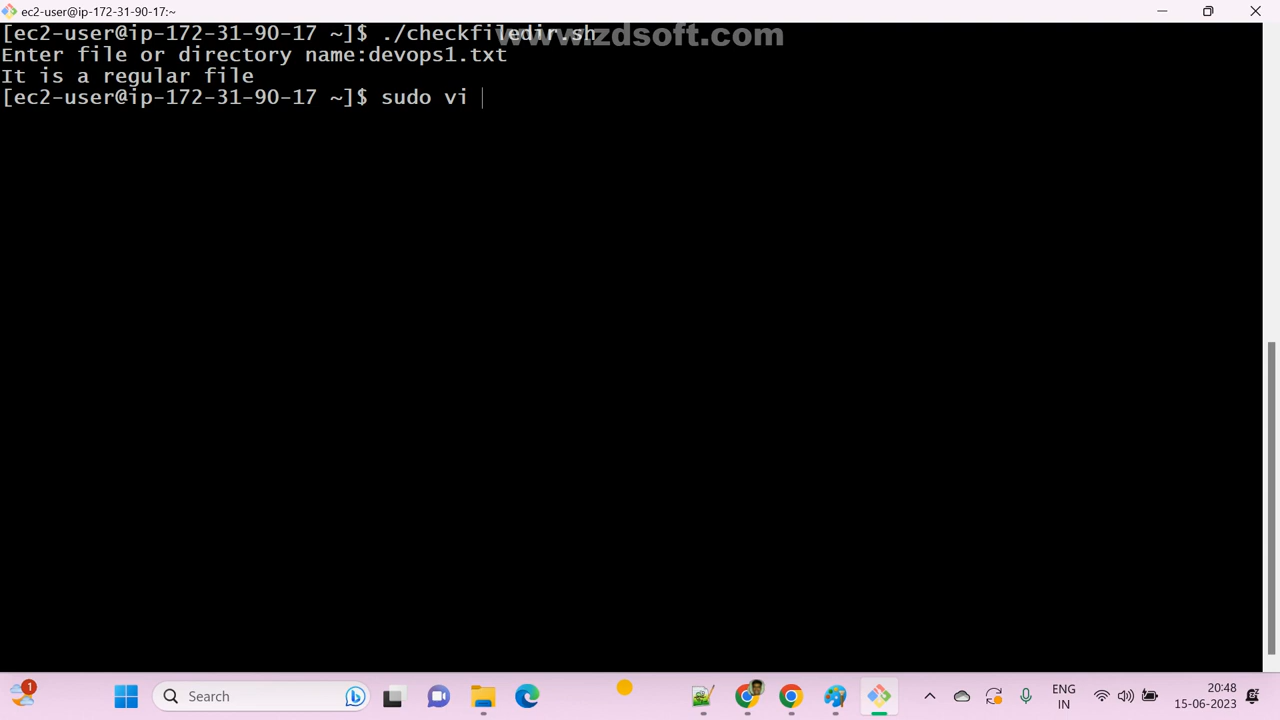 ec2-user@ip-172-31-90-17:~
[ec2-user@ip-172-31-90-17 ~]$ ./checkfiledir.sh
www.izdsoft.com
Enter file or directory name:devops1.txt
It is a regular file
[ec2-user@ip-172-31-90-17 ~]$ sudo vi
1
Search
ENG
IN
20:48
15-06-2023